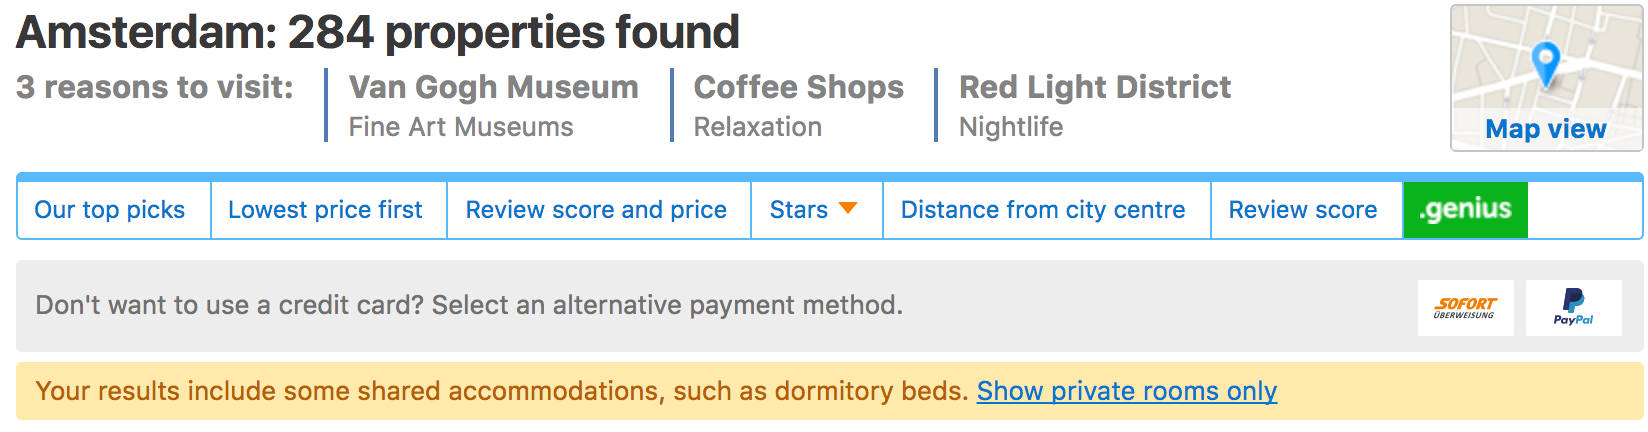 Amsterdam: 284 properties found
3 reasons to visit:
Van Gogh Museum
Fine Art Museums
Coffee Shops
Relaxation
Red Light District
Nightlife
Map view
Our top picks
Lowest price first
Review score and price
Stars
Distance from city centre
Review score
.genius
Don't want to use a credit card? Select an alternative payment method.
SOFORT
ÜBERWEISUNG
PayPal
Your results include some shared accommodations, such as dormitory beds. Show private rooms only